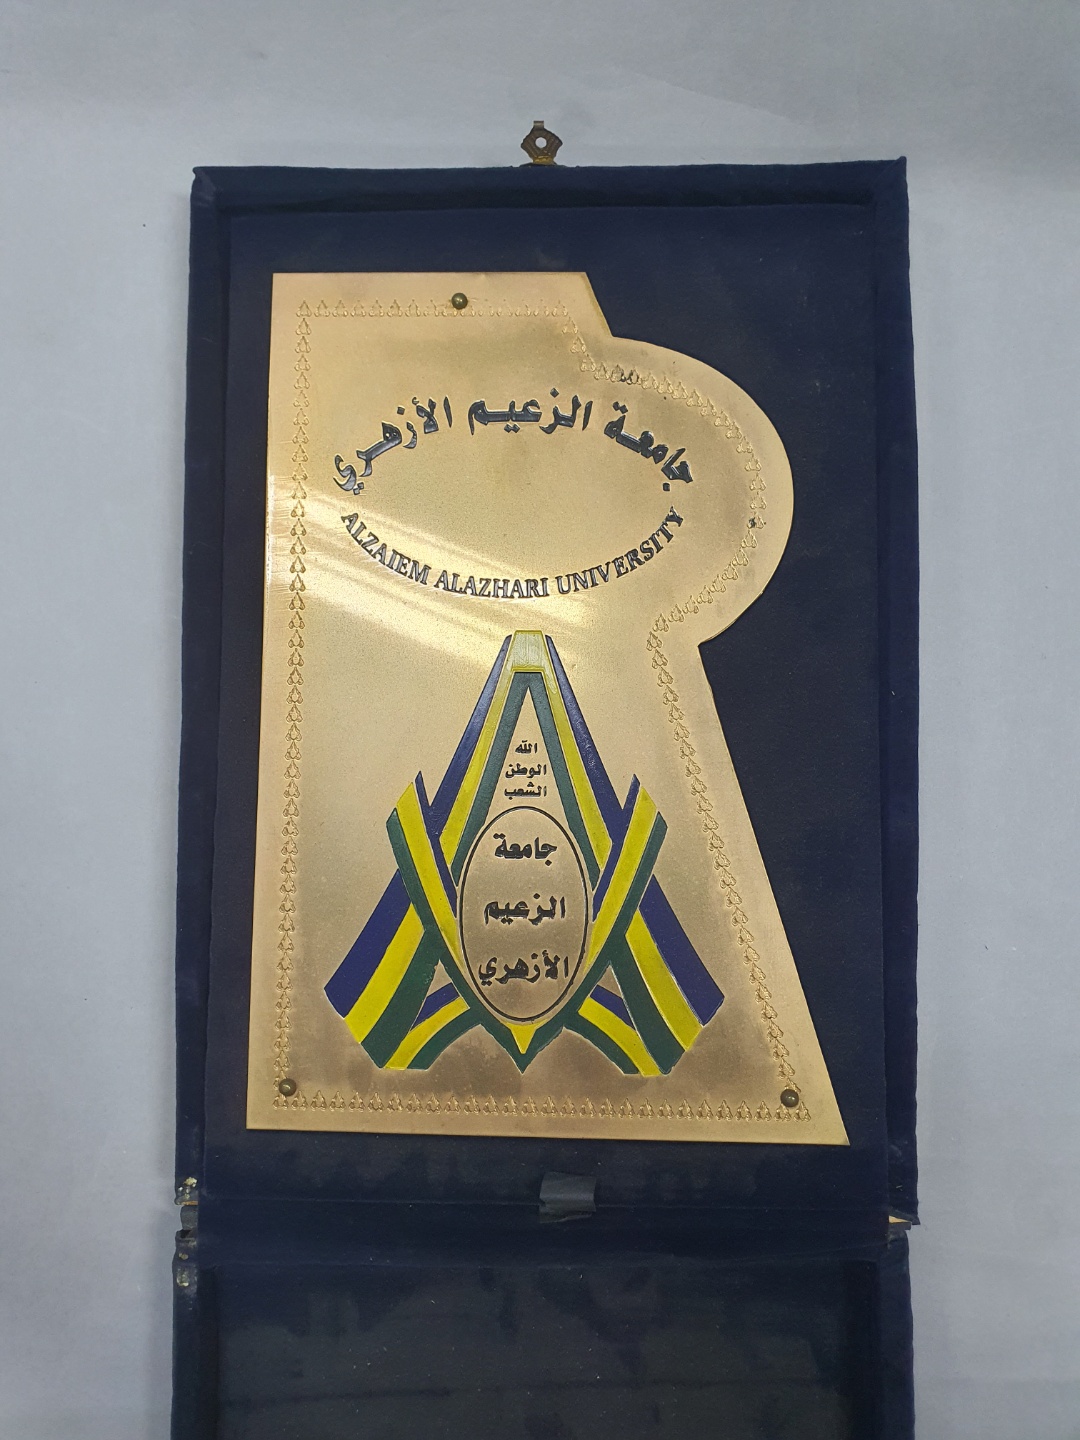 جامعة الزعيم الأزهري
ALZAIEM ALAZHARI UNIVERSITY
الله
الوطن
الشعب
جامعة
الزعيم
الأزهري